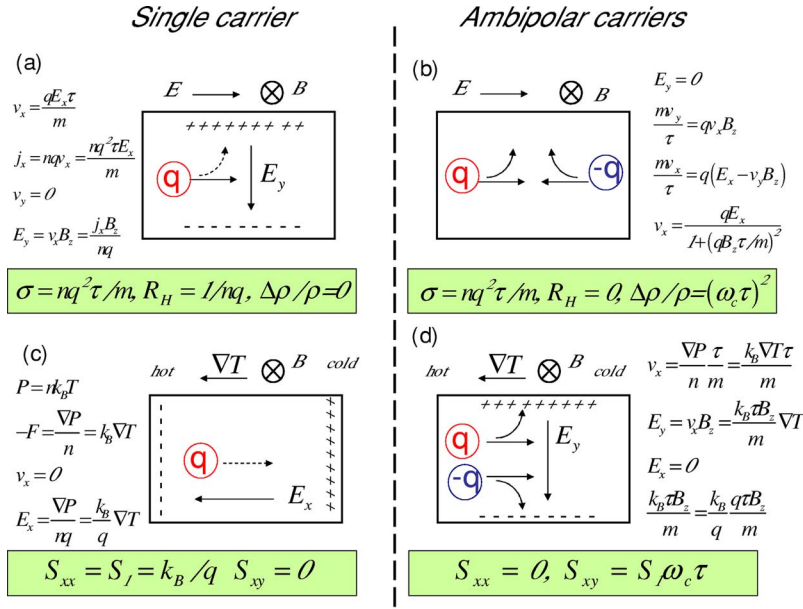 Single carrier
Ambipolar carriers
(a)
E → ⊗ B
v_x = qE_xτ/m
j_x = nqv_x = nq²τE_x/m
v_y = 0
E_y = v_xB_z = j_xB_z/nq
+ + + + + + + + + +
q
E_y
- - - - - - - -
σ = nq²τ/m, R_H = 1/nq, Δρ/ρ=0
(b)
E → ⊗ B
q
-q
E_y = 0
mv_y/τ = qv_xB_z
mv_x/τ = q(E_x − v_yB_z)
v_x = qE_x/1+(qB_zτ/m)²
σ = nq²τ/m, R_H = 0, Δρ/ρ=(ω_cτ)²
(c)
hot ∇T ← ⊗ B cold
P = nk_BT
−F = ∇P/n = k_B∇T
v_x = 0
E_x = ∇P/nq = k_B/q ∇T
q
E_x
S_xx = S_1 = k_B/q S_xy = 0
(d)
hot ∇T ← ⊗ B cold
+ + + + + + + + + +
q
-q
E_y
- - - - - - - -
v_x = ∇P/n τ/m = k_B∇Tτ/m
E_y = v_xB_z = k_BτB_z/m ∇T
E_x = 0
k_BτB_z/m = k_B/q qτB_z/m
S_xx = 0, S_xy = S_1ω_cτ